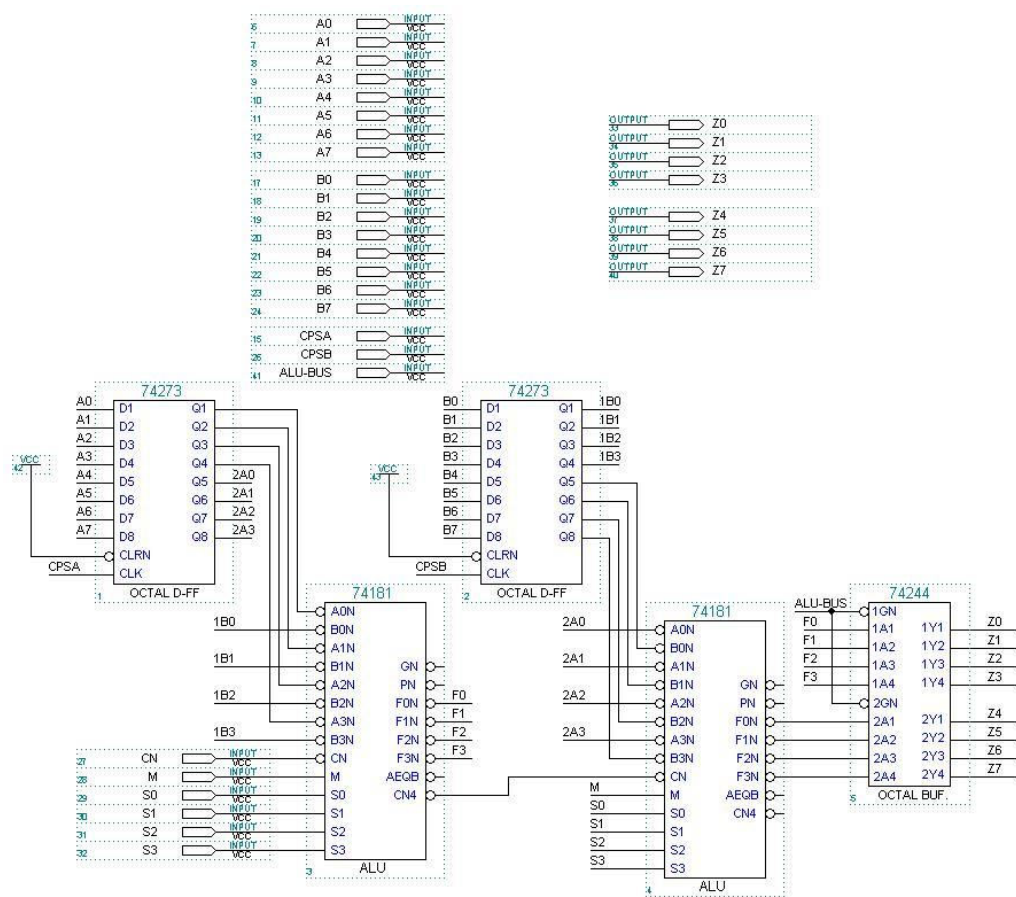 6 A0 INPUT VCC
7 A1 INPUT VCC
8 A2 INPUT VCC
9 A3 INPUT VCC
10 A4 INPUT VCC
11 A5 INPUT VCC
12 A6 INPUT VCC
13 A7 INPUT VCC
17 B0 INPUT VCC
18 B1 INPUT VCC
19 B2 INPUT VCC
20 B3 INPUT VCC
21 B4 INPUT VCC
22 B5 INPUT VCC
23 B6 INPUT VCC
24 B7 INPUT VCC
15 CPSA INPUT VCC
26 CPSB INPUT VCC
41 ALU-BUS INPUT VCC
OUTPUT 33 Z0
OUTPUT 34 Z1
OUTPUT 35 Z2
OUTPUT 36 Z3
OUTPUT 37 Z4
OUTPUT 38 Z5
OUTPUT 39 Z6
OUTPUT 40 Z7
74273
A0 D1 Q1
A1 D2 Q2
A2 D3 Q3
A3 D4 Q4
A4 D5 Q5 2A0
A5 D6 Q6 2A1
A6 D7 Q7 2A2
A7 D8 Q8 2A3
VCC 42
CLRN
CPSA CLK
1 OCTAL D-FF
74273
B0 D1 Q1 1B0
B1 D2 Q2 1B1
B2 D3 Q3 1B2
B3 D4 Q4 1B3
B4 D5 Q5
B5 D6 Q6
B6 D7 Q7
B7 D8 Q8
VCC 43
CLRN
CPSB CLK
2 OCTAL D-FF
74181
A0N
1B0 B0N
A1N
1B1 B1N GN
A2N PN
1B2 B2N F0N F0
A3N F1N F1
1B3 B3N F2N F2
27 CN INPUT VCC CN F3N F3
28 M INPUT VCC M AEQB
29 S0 INPUT VCC S0 CN4
30 S1 INPUT VCC S1
31 S2 INPUT VCC S2
32 S3 INPUT VCC S3
3 ALU
74181
2A0 A0N
B0N
2A1 A1N
B1N GN
2A2 A2N PN
B2N F0N
2A3 A3N F1N
B3N F2N
CN F3N
M M AEQB
S0 S0 CN4
S1 S1
S2 S2
S3 S3
4 ALU
74244
ALU-BUS 1GN
F0 1A1 1Y1 Z0
F1 1A2 1Y2 Z1
F2 1A3 1Y3 Z2
F3 1A4 1Y4 Z3
2GN
2A1 2Y1 Z4
2A2 2Y2 Z5
2A3 2Y3 Z6
2A4 2Y4 Z7
5 OCTAL BUF.